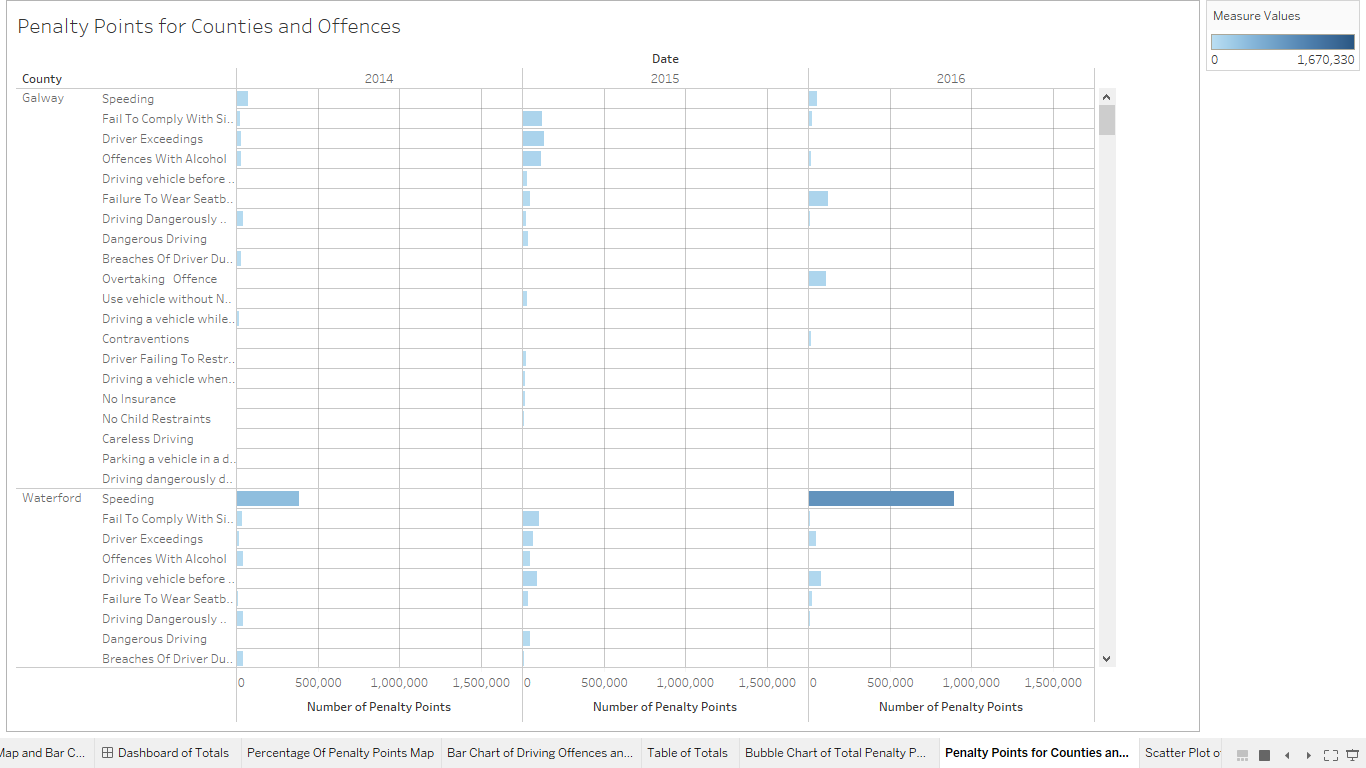 Penalty Points for Counties and Offences
Measure Values
0 1,670,330
Date
County 2014 2015 2016
Galway Speeding
Fail To Comply With Si..
Driver Exceedings
Offences With Alcohol
Driving vehicle before ..
Failure To Wear Seatb..
Driving Dangerously ..
Dangerous Driving
Breaches Of Driver Du..
Overtaking Offence
Use vehicle without N..
Driving a vehicle while..
Contraventions
Driver Failing To Restr..
Driving a vehicle when..
No Insurance
No Child Restraints
Careless Driving
Parking a vehicle in a d..
Driving dangerously d..
Waterford Speeding
Fail To Comply With Si..
Driver Exceedings
Offences With Alcohol
Driving vehicle before ..
Failure To Wear Seatb..
Driving Dangerously ..
Dangerous Driving
Breaches Of Driver Du..
0 500,000 1,000,000 1,500,000 0 500,000 1,000,000 1,500,000 0 500,000 1,000,000 1,500,000
Number of Penalty Points Number of Penalty Points Number of Penalty Points
Map and Bar C... Dashboard of Totals Percentage Of Penalty Points Map Bar Chart of Driving Offences an... Table of Totals Bubble Chart of Total Penalty P... Penalty Points for Counties an... Scatter Plot of